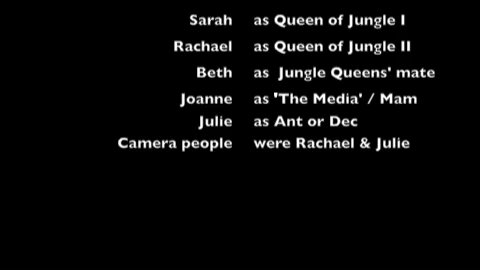 Sarah as Queen of Jungle I
Rachael as Queen of Jungle II
Beth as Jungle Queens' mate
Joanne as 'The Media' / Mam
Julie as Ant or Dec
Camera people were Rachael & Julie